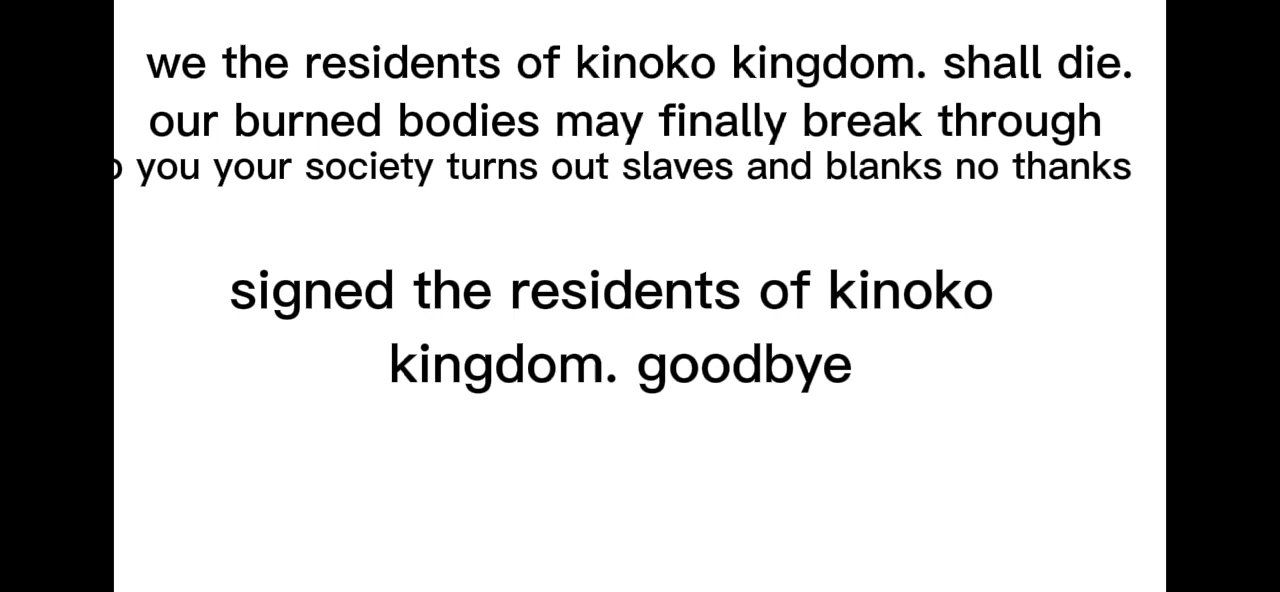 we the residents of kinoko kingdom. shall die.
our burned bodies may finally break through
you your society turns out slaves and blanks no thanks
signed the residents of kinoko
kingdom. goodbye